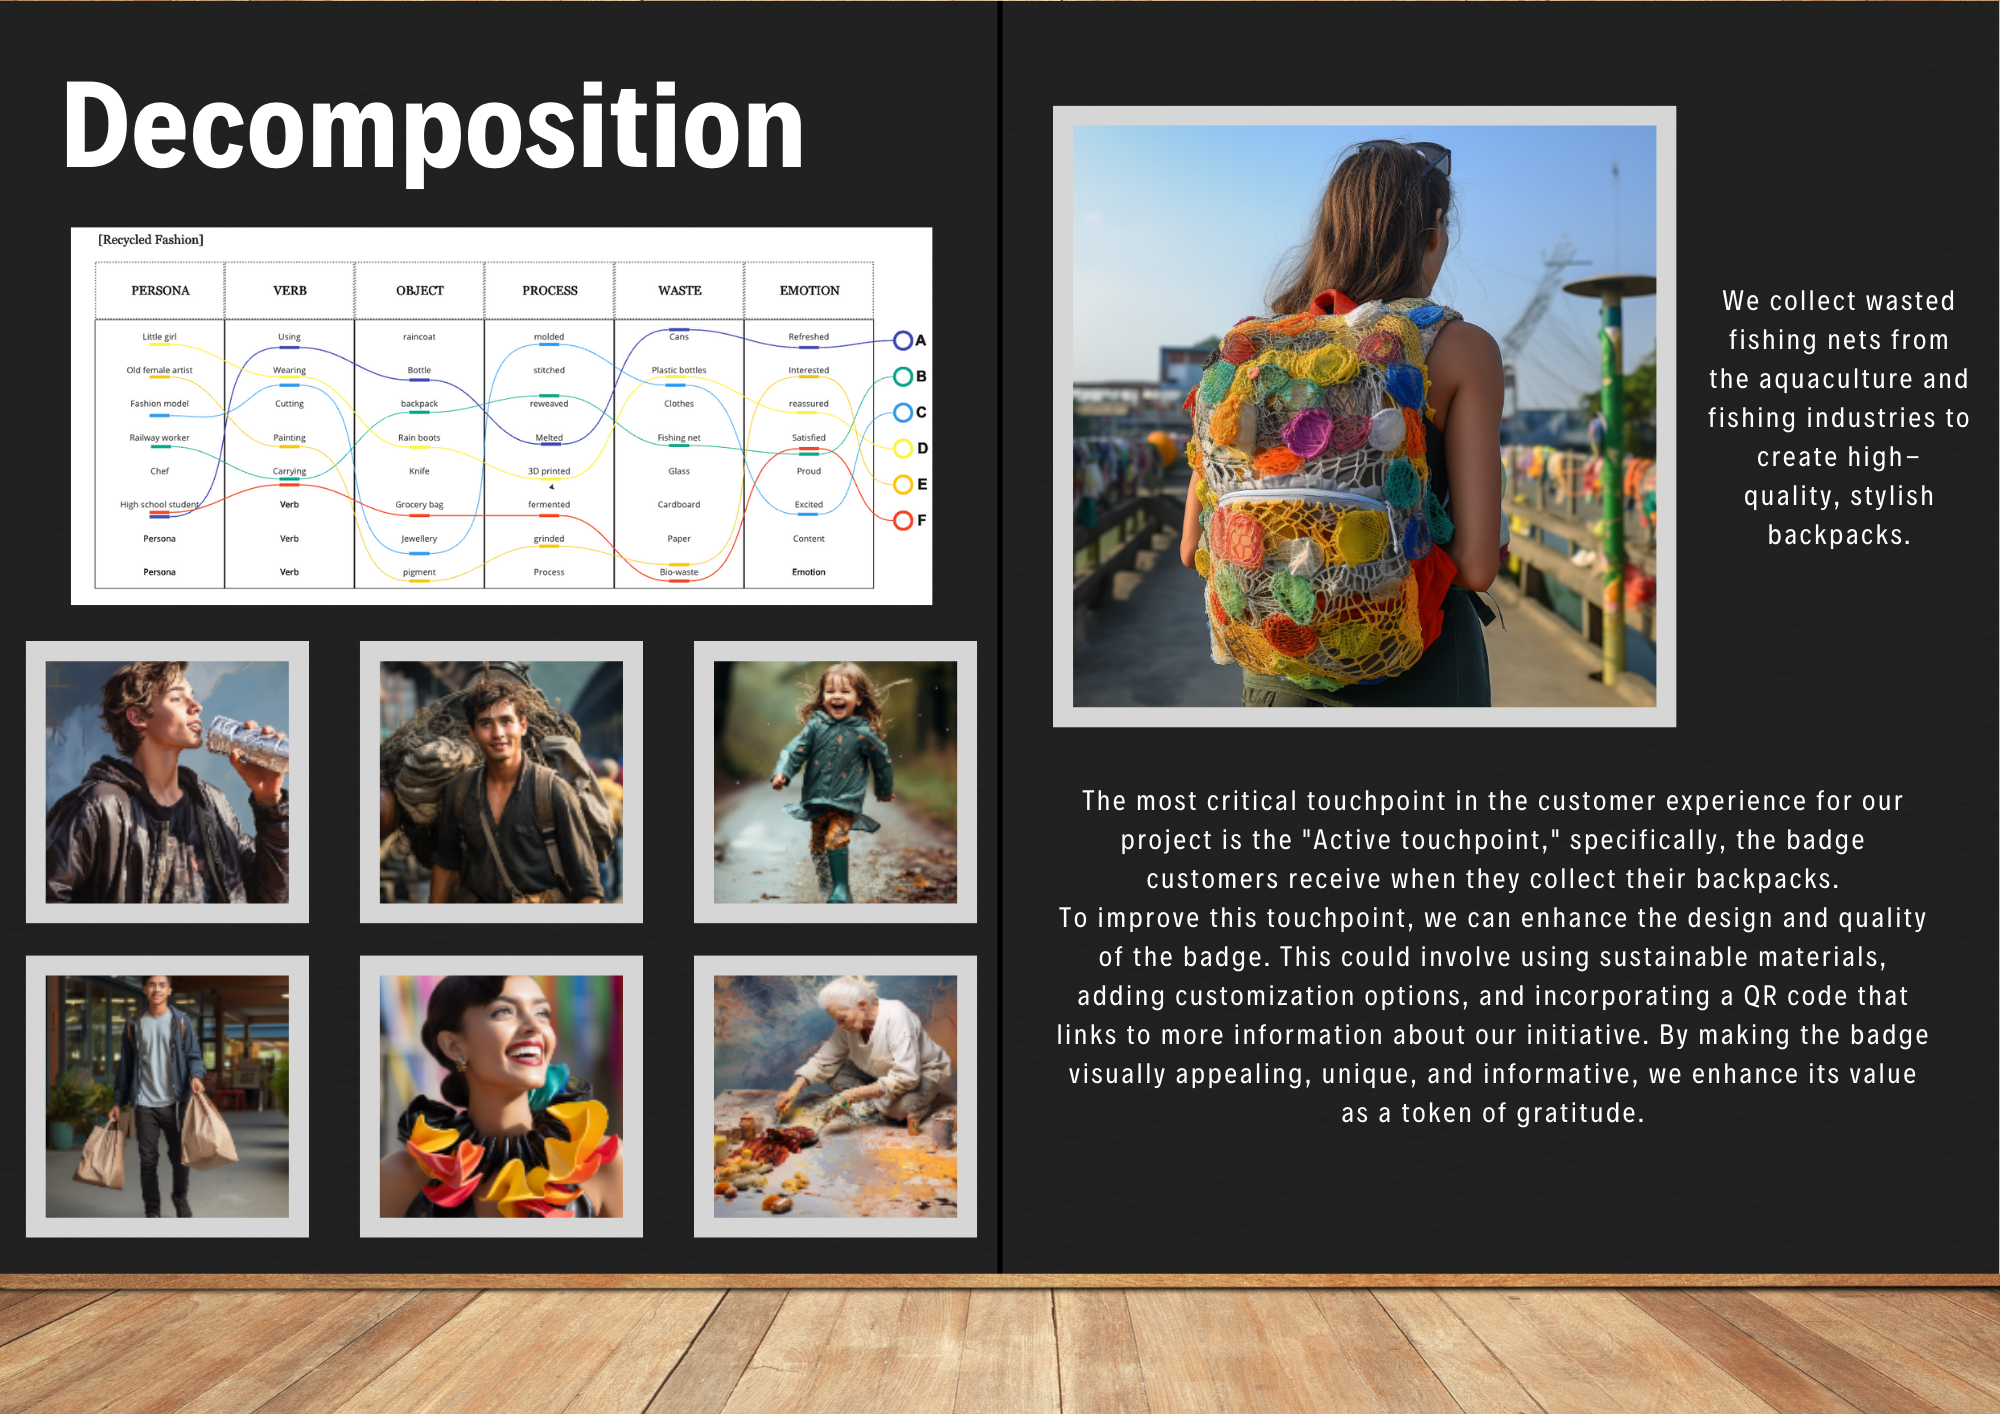 Decomposition
[Recycled Fashion]
PERSONA VERB OBJECT PROCESS WASTE EMOTION
Little girl Using raincoat molded Cans Refreshed
A
Old female artist Wearing Bottle stitched Plastic bottles Interested
B
Fashion model Cutting backpack reweaved Clothes reassured
C
Railway worker Painting Rain boots Melted Fishing net Satisfied
D
Chef Carrying Knife 3D printed Glass Proud
E
High school student Verb Grocery bag fermented Cardboard Excited
F
Persona Verb Jewellery grinded Paper Content
Persona Verb pigment Process Bio-waste Emotion
We collect wasted
fishing nets from
the aquaculture and
fishing industries to
create high-
quality, stylish
backpacks.
The most critical touchpoint in the customer experience for our
project is the "Active touchpoint," specifically, the badge
customers receive when they collect their backpacks.
To improve this touchpoint, we can enhance the design and quality
of the badge. This could involve using sustainable materials,
adding customization options, and incorporating a QR code that
links to more information about our initiative. By making the badge
visually appealing, unique, and informative, we enhance its value
as a token of gratitude.